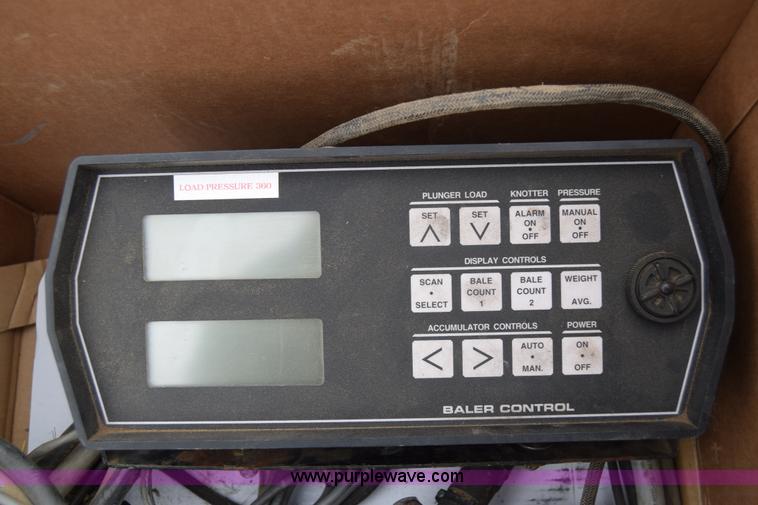 LOAD PRESSURE 360
PLUNGER LOAD KNOTTER PRESSURE
SET SET ALARM ON OFF MANUAL ON OFF
DISPLAY CONTROLS
SCAN SELECT BALE COUNT 1 BALE COUNT 2 WEIGHT AVG.
ACCUMULATOR CONTROLS POWER
< > AUTO MAN. ON OFF
BALER CONTROL
www.purplewave.com